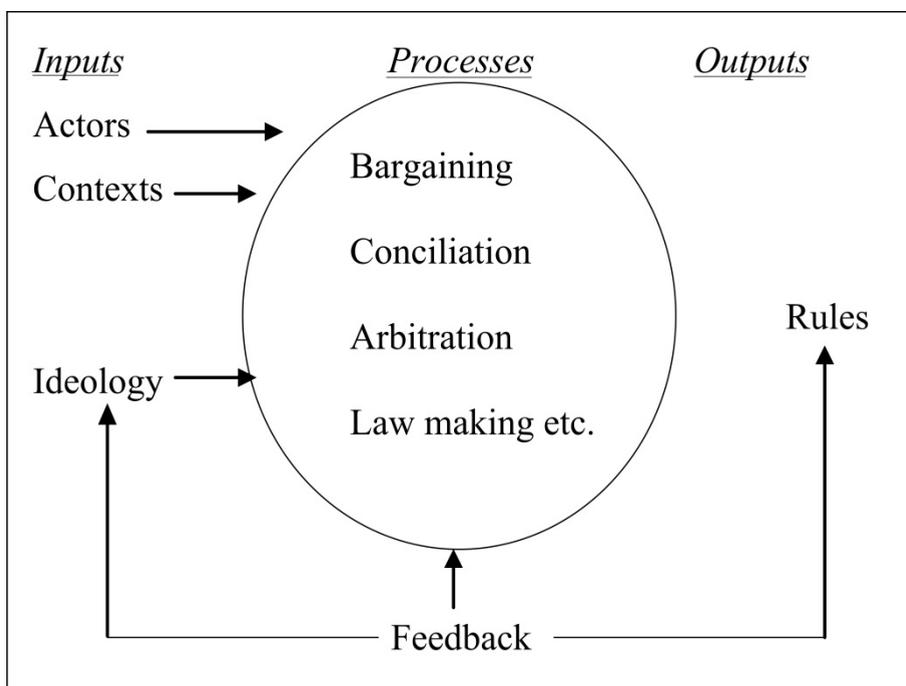 Inputs Processes Outputs
Actors
Contexts
Bargaining
Conciliation
Arbitration
Law making etc.
Ideology
Rules
Feedback